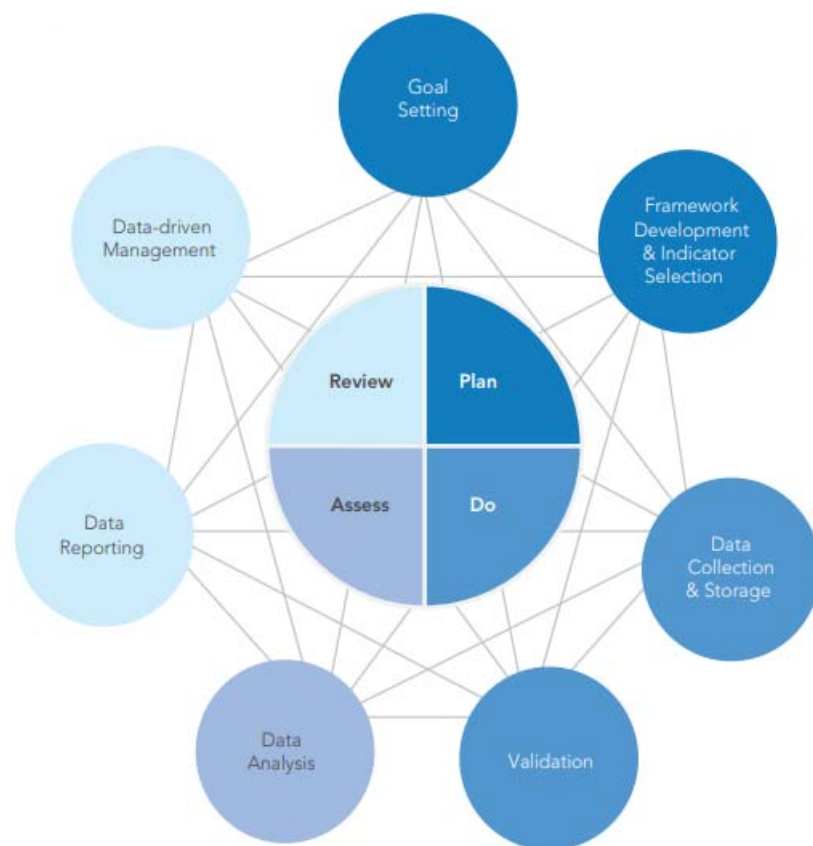 Goal
Setting
Framework
Development
& Indicator
Selection
Data-driven
Management
Review
Plan
Assess
Do
Data
Reporting
Data
Collection
& Storage
Data
Analysis
Validation